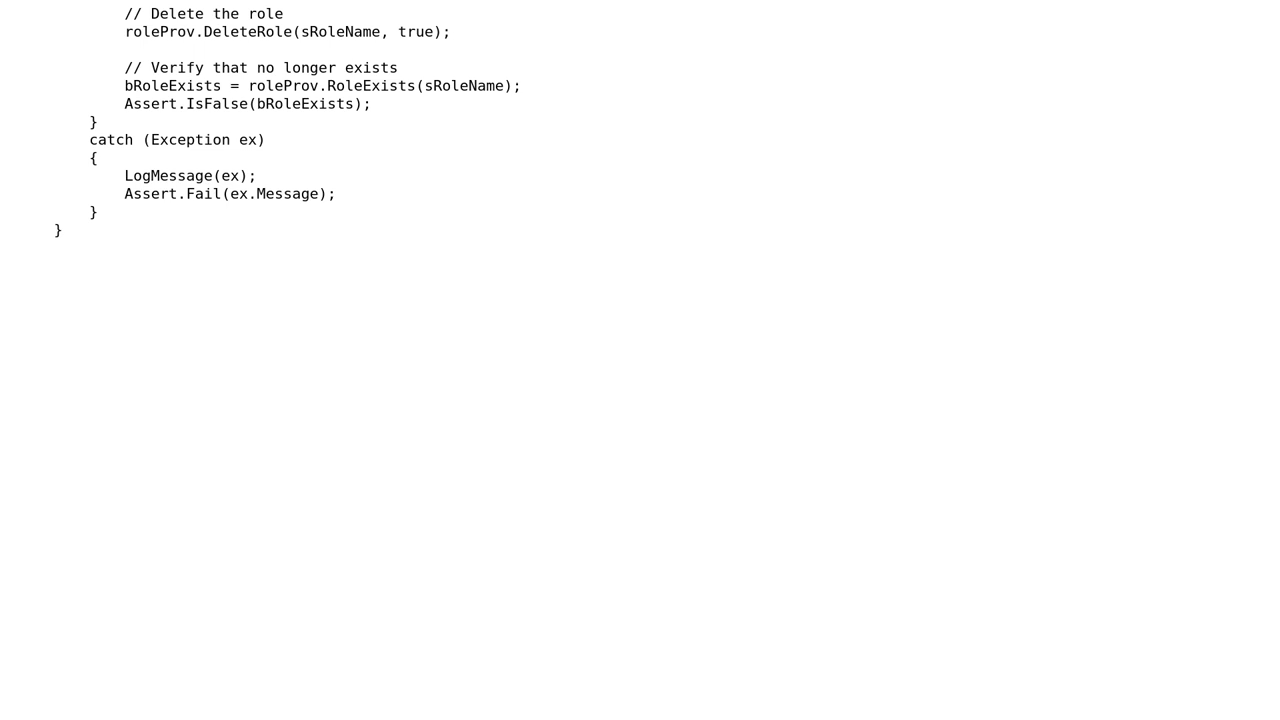 // Delete the role
roleProv.DeleteRole(sRoleName, true);
// Verify that no longer exists
bRoleExists = roleProv.RoleExists(sRoleName);
Assert.IsFalse(bRoleExists);
}
catch (Exception ex)
{
LogMessage(ex);
Assert.Fail(ex.Message);
}
}